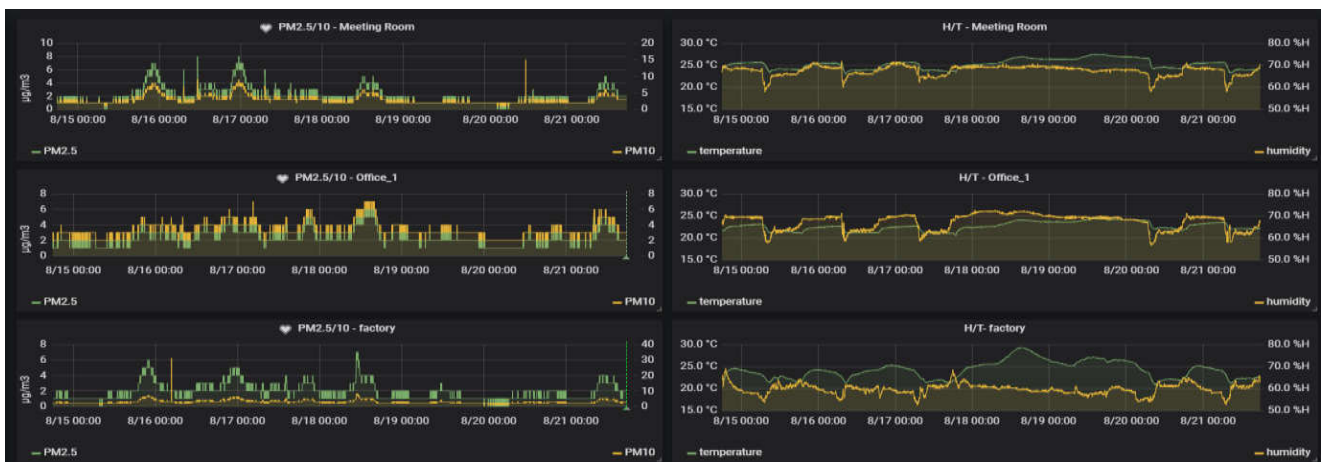 PM2.5/10 - Meeting Room
10
8
6
4
2
0
µg/m3
20
15
10
5
0
8/15 00:00 8/16 00:00 8/17 00:00 8/18 00:00 8/19 00:00 8/20 00:00 8/21 00:00
PM2.5 PM10
H/T - Meeting Room
30.0 °C
25.0 °C
20.0 °C
15.0 °C
80.0 %H
70.0 %H
60.0 %H
50.0 %H
8/15 00:00 8/16 00:00 8/17 00:00 8/18 00:00 8/19 00:00 8/20 00:00 8/21 00:00
temperature humidity
PM2.5/10 - Office_1
8
6
4
2
0
µg/m3
8
6
4
2
0
8/15 00:00 8/16 00:00 8/17 00:00 8/18 00:00 8/19 00:00 8/20 00:00 8/21 00:00
PM2.5 PM10
H/T - Office_1
30.0 °C
25.0 °C
20.0 °C
15.0 °C
80.0 %H
70.0 %H
60.0 %H
50.0 %H
8/15 00:00 8/16 00:00 8/17 00:00 8/18 00:00 8/19 00:00 8/20 00:00 8/21 00:00
temperature humidity
PM2.5/10 - factory
8
6
4
2
0
µg/m3
40
30
20
10
0
8/15 00:00 8/16 00:00 8/17 00:00 8/18 00:00 8/19 00:00 8/20 00:00 8/21 00:00
PM2.5 PM10
H/T- factory
30.0 °C
25.0 °C
20.0 °C
15.0 °C
80.0 %H
70.0 %H
60.0 %H
50.0 %H
8/15 00:00 8/16 00:00 8/17 00:00 8/18 00:00 8/19 00:00 8/20 00:00 8/21 00:00
temperature humidity